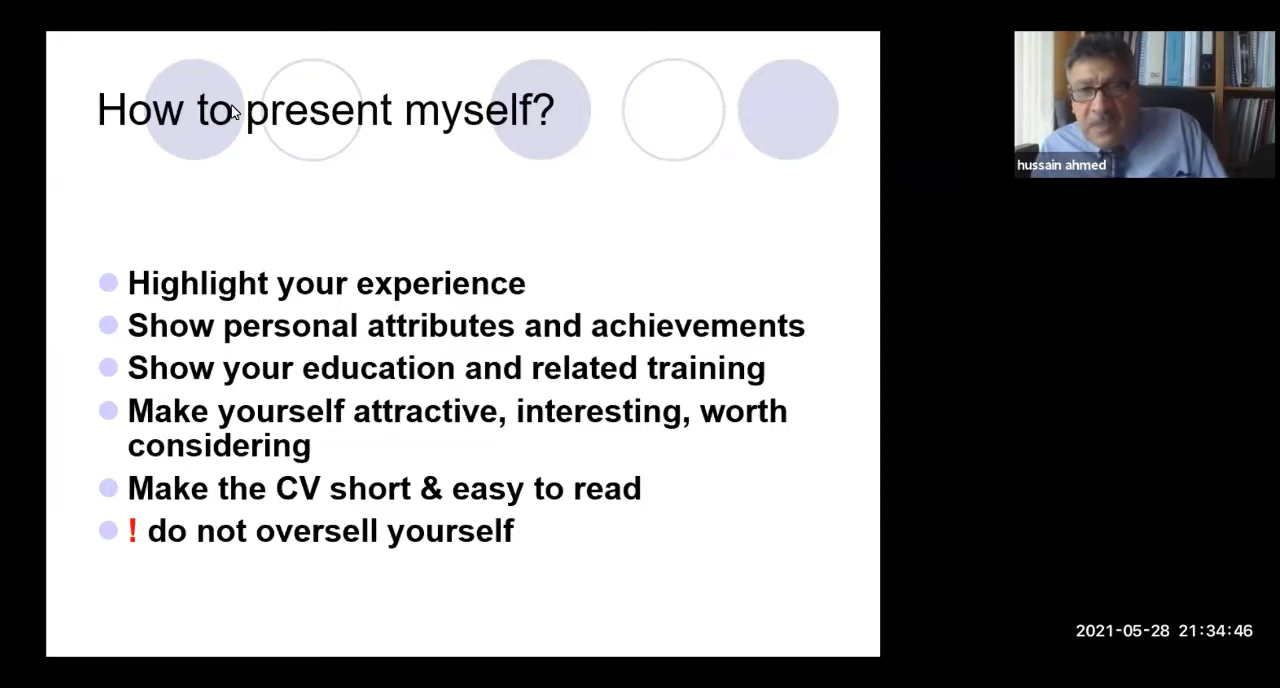 How to present myself?
hussain ahmed
Highlight your experience
Show personal attributes and achievements
Show your education and related training
Make yourself attractive, interesting, worth
considering
Make the CV short & easy to read
! do not oversell yourself
2021-05-28 21:34:46